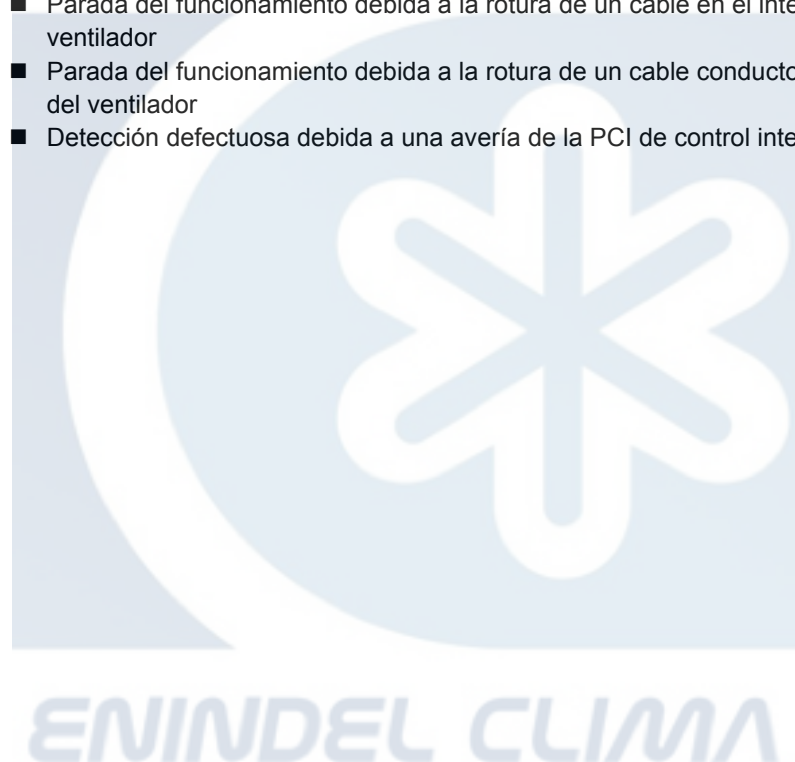 ■ Parada del funcionamiento debida a la rotura de un cable en el inte
ventilador
■ Parada del funcionamiento debida a la rotura de un cable conducto
del ventilador
■ Detección defectuosa debida a una avería de la PCI de control inte
ENINDEL CLIMA